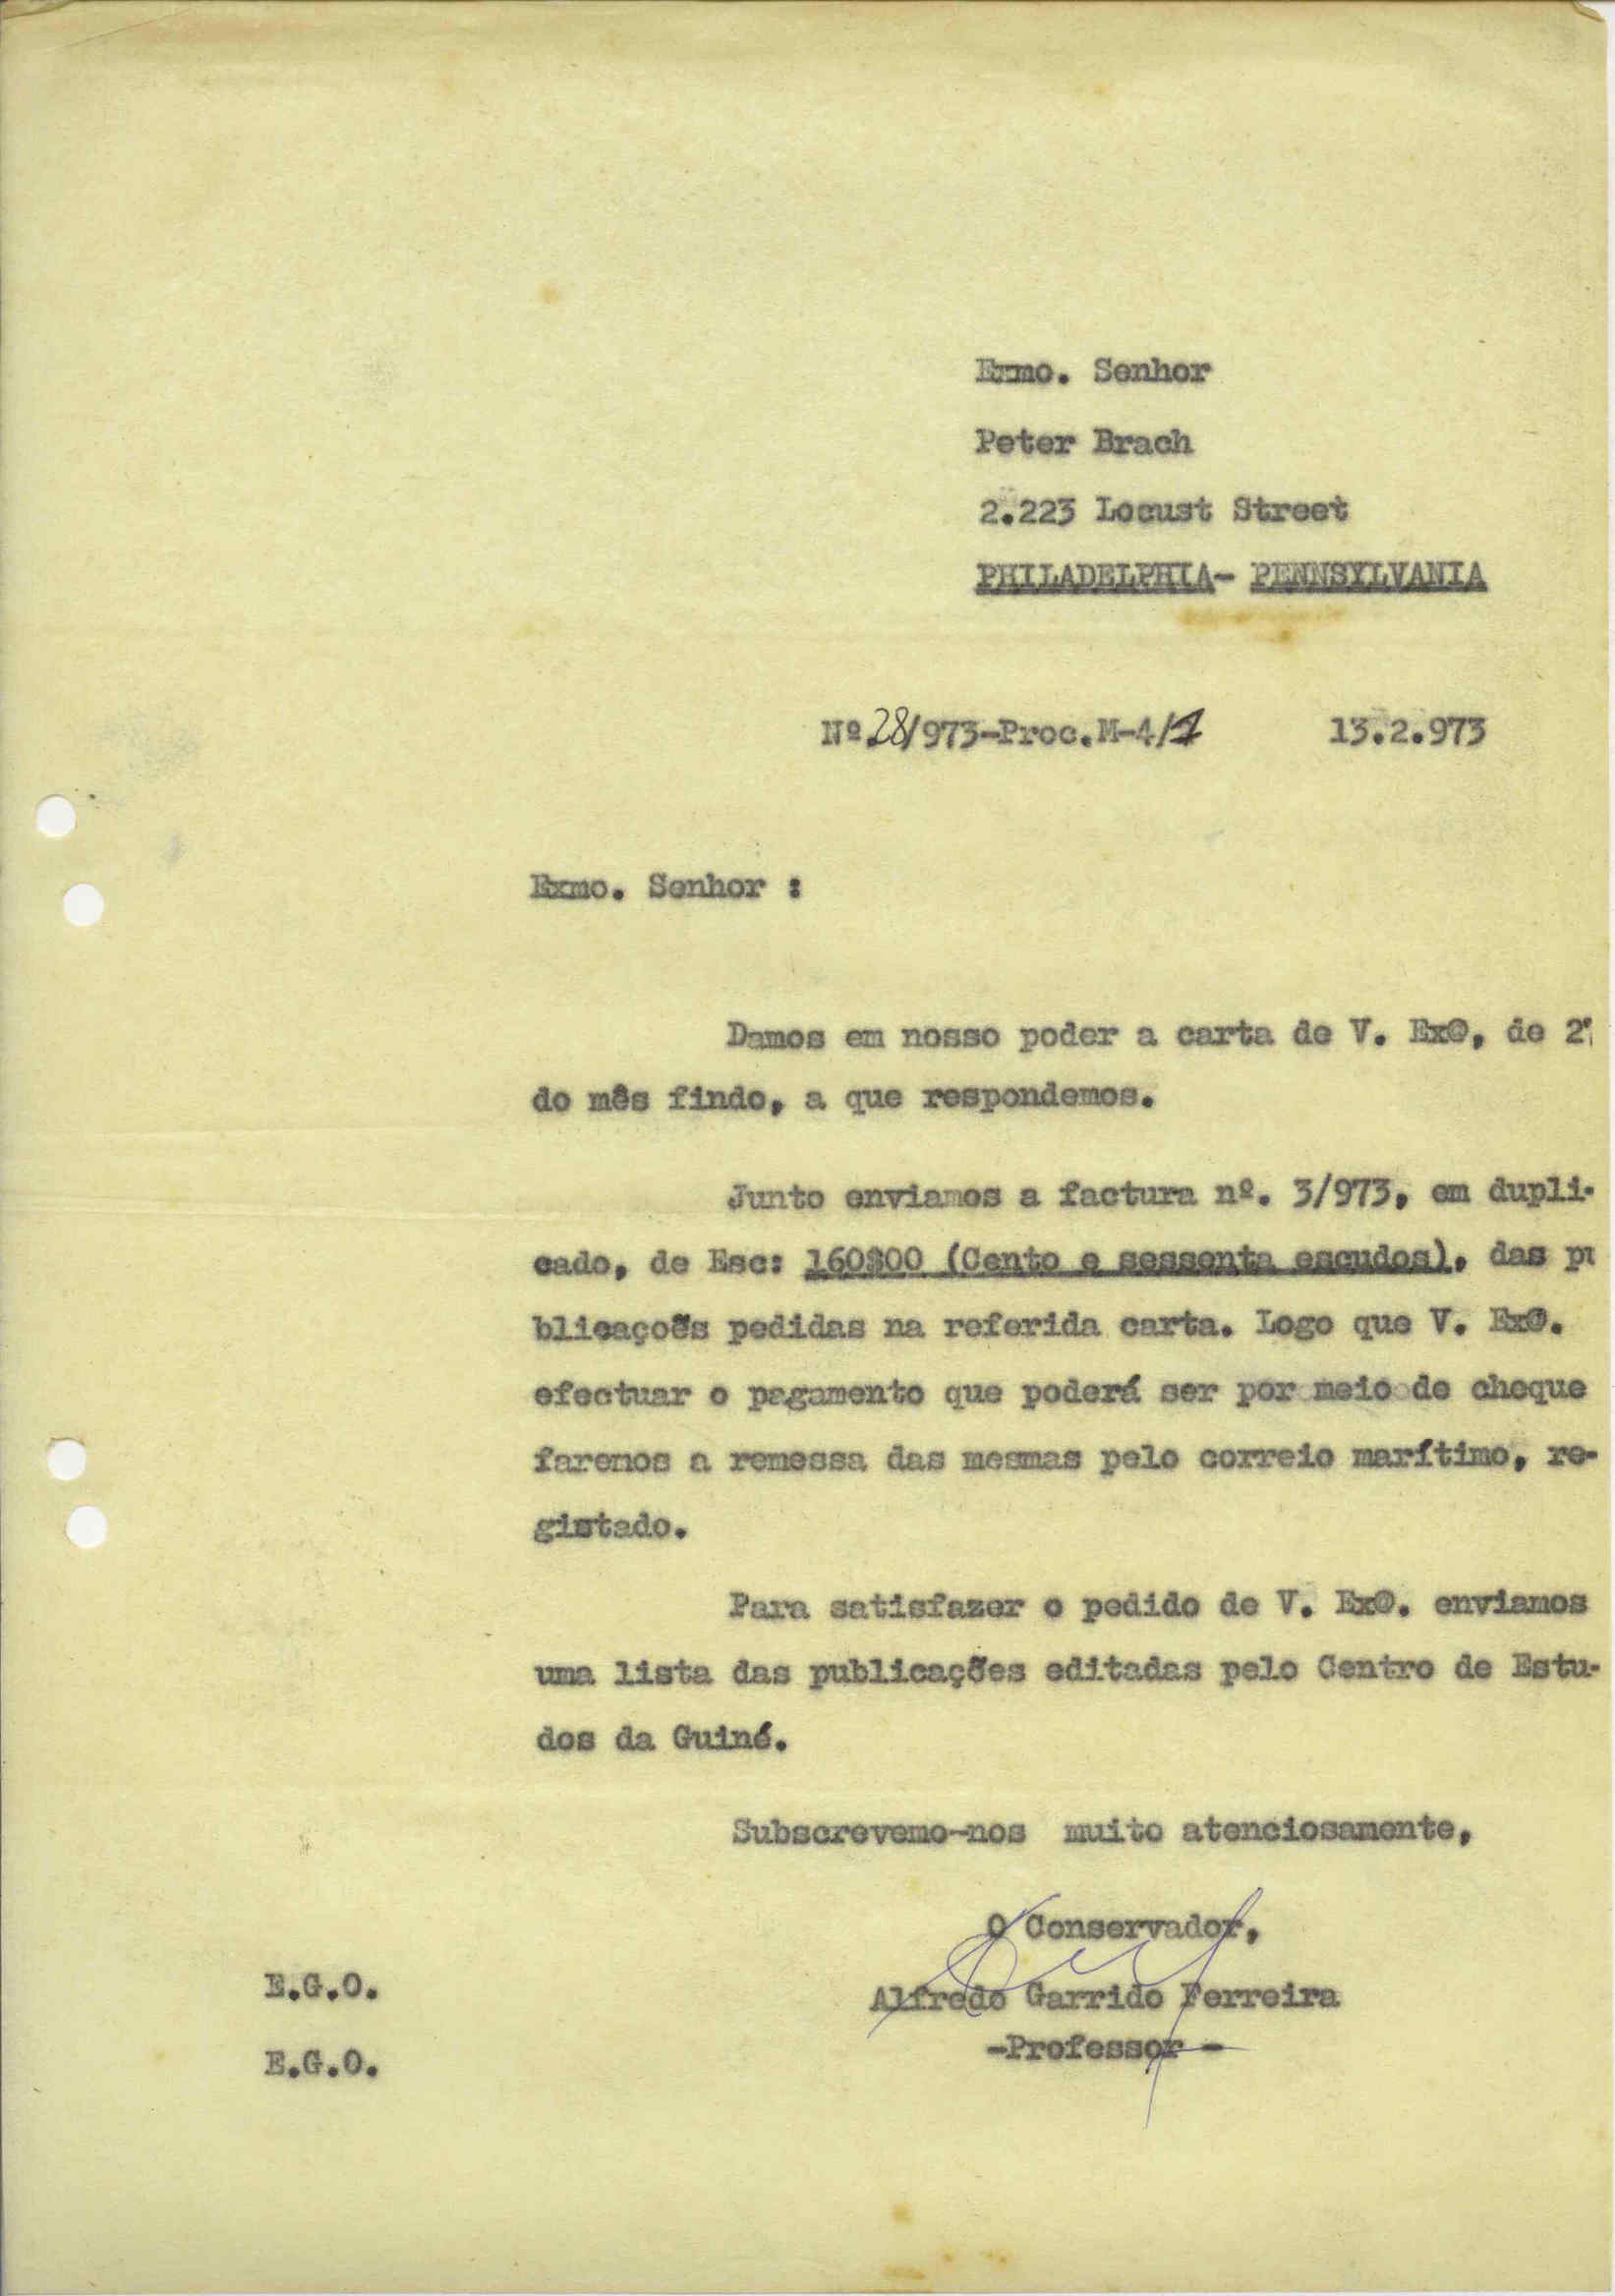 Exmo. Senhor
Peter Brach
2.223 Locust Street
PHILADELPHIA- PENNSYLVANIA
Nº.28/973-Proc.M-4/1 13.2.973
Exmo. Senhor :
Damos em nosso poder a carta de V. Exª, de
do mês findo, a que respondemos.
Junto enviamos a factura nº. 3/973, em dupli-
cado, de Esc: 160$00 (Cento e sessenta escudos), das pu
blicaçoẽs pedidas na referida carta. Logo que V. Exª.
efectuar o pagamento que poderá ser por meio de cheque
faremos a remessa das mesmas pelo correio marítimo, re-
gistado.
Para satisfazer o pedido de V. Exª. enviamos
uma lista das publicações editadas pelo Centro de Estu-
dos da Guiné.
Subscrevemo-nos muito atenciosamente,
O Conservador,
Alfredo Garrido Ferreira
-Professor -
E.G.O.
E.G.O.